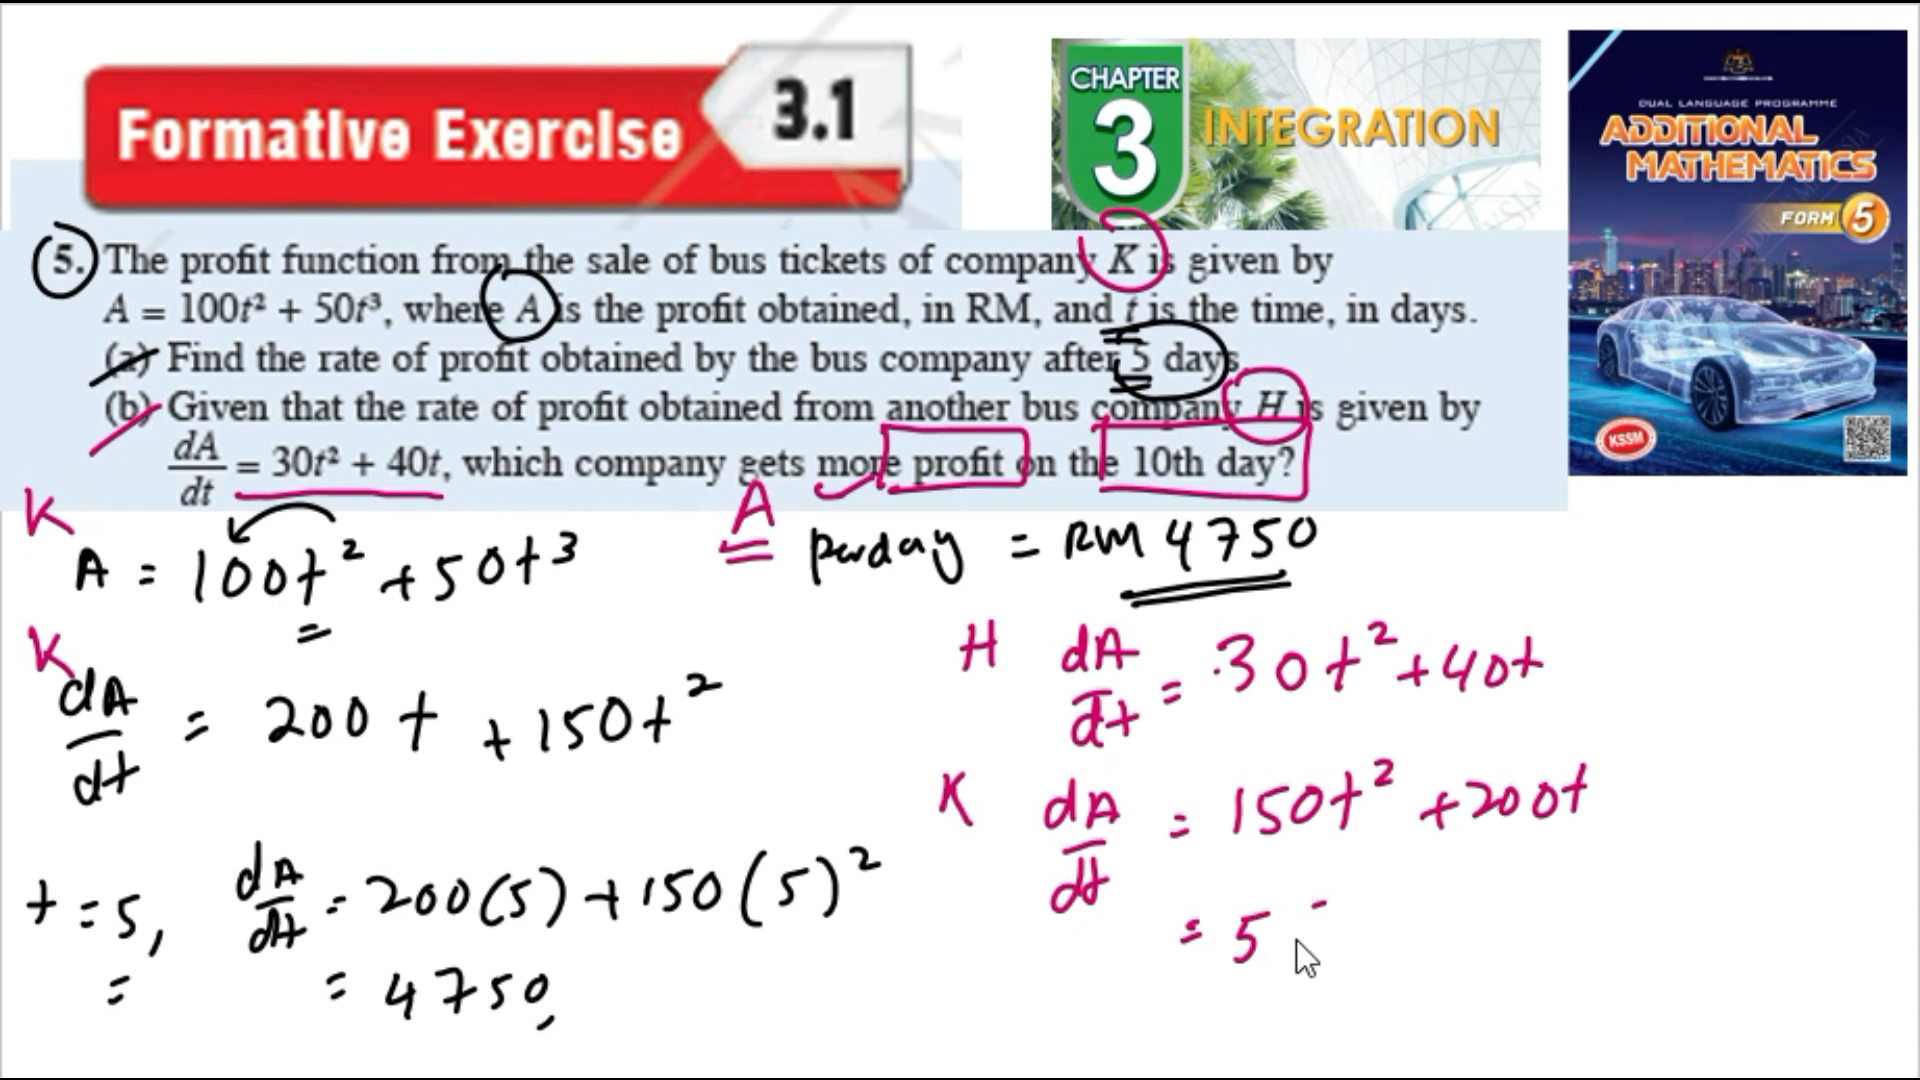 Formative Exercise 3.1
CHAPTER
3
INTEGRATION
DUAL LANGUAGE PROGRAMME
ADDITIONAL
MATHEMATICS
FORM 5
KSSM
5. The profit function from the sale of bus tickets of company K is given by
A = 100t² + 50t³, where A is the profit obtained, in RM, and t is the time, in days.
(a) Find the rate of profit obtained by the bus company after 5 days.
(b) Given that the rate of profit obtained from another bus company H is given by
dA/dt = 30t² + 40t, which company gets more profit on the 10th day?
K
A = 100t² + 50t³
A per day = RM 4750
K
dA/dt = 200t + 150t²
t = 5, dA/dt = 200(5) + 150(5)²
= 4750,
H dA/dt = 30t² + 40t
K dA/dt = 150t² + 200t
= 5